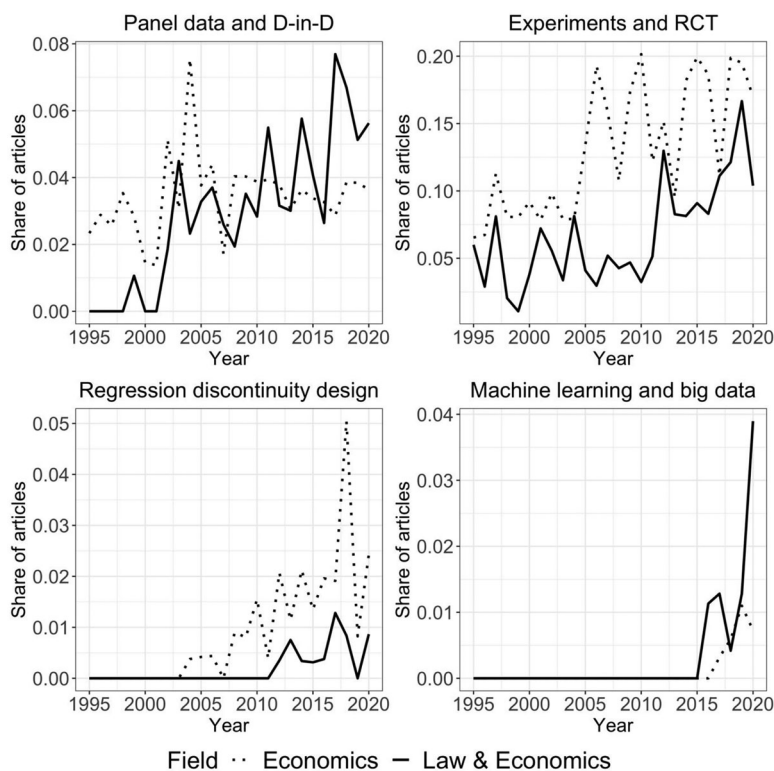 Panel data and D-in-D
Share of articles
0.08
0.06
0.04
0.02
0.00
1995 2000 2005 2010 2015 2020
Year
Experiments and RCT
Share of articles
0.20
0.15
0.10
0.05
1995 2000 2005 2010 2015 2020
Year
Regression discontinuity design
Share of articles
0.05
0.04
0.03
0.02
0.01
0.00
1995 2000 2005 2010 2015 2020
Year
Machine learning and big data
Share of articles
0.04
0.03
0.02
0.01
0.00
1995 2000 2005 2010 2015 2020
Year
Field Economics Law & Economics